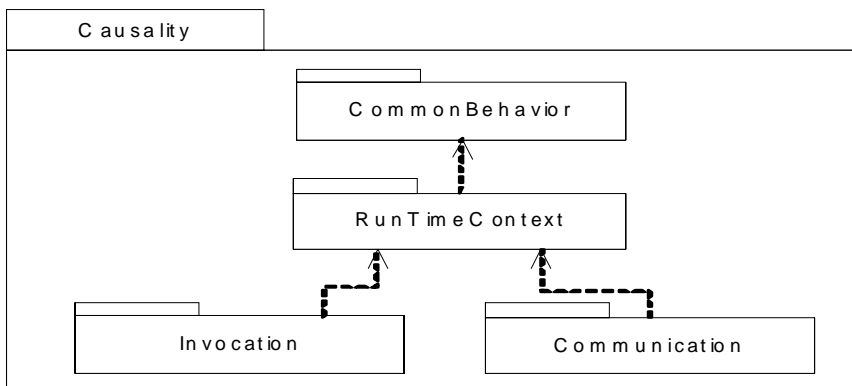 Causality
CommonBehavior
RunTimeContext
Invocation
Communication